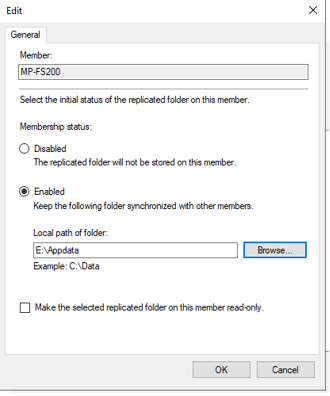 Edit
General
Member:
MP-FS200
Select the initial status of the replicated folder on this member.
Membership status:
Disabled
The replicated folder will not be stored on this member.
Enabled
Keep the following folder synchronized with other members.
Local path of folder:
E:\Appdata
Browse...
Example: C:\Data
Make the selected replicated folder on this member read-only.
OK
Cancel